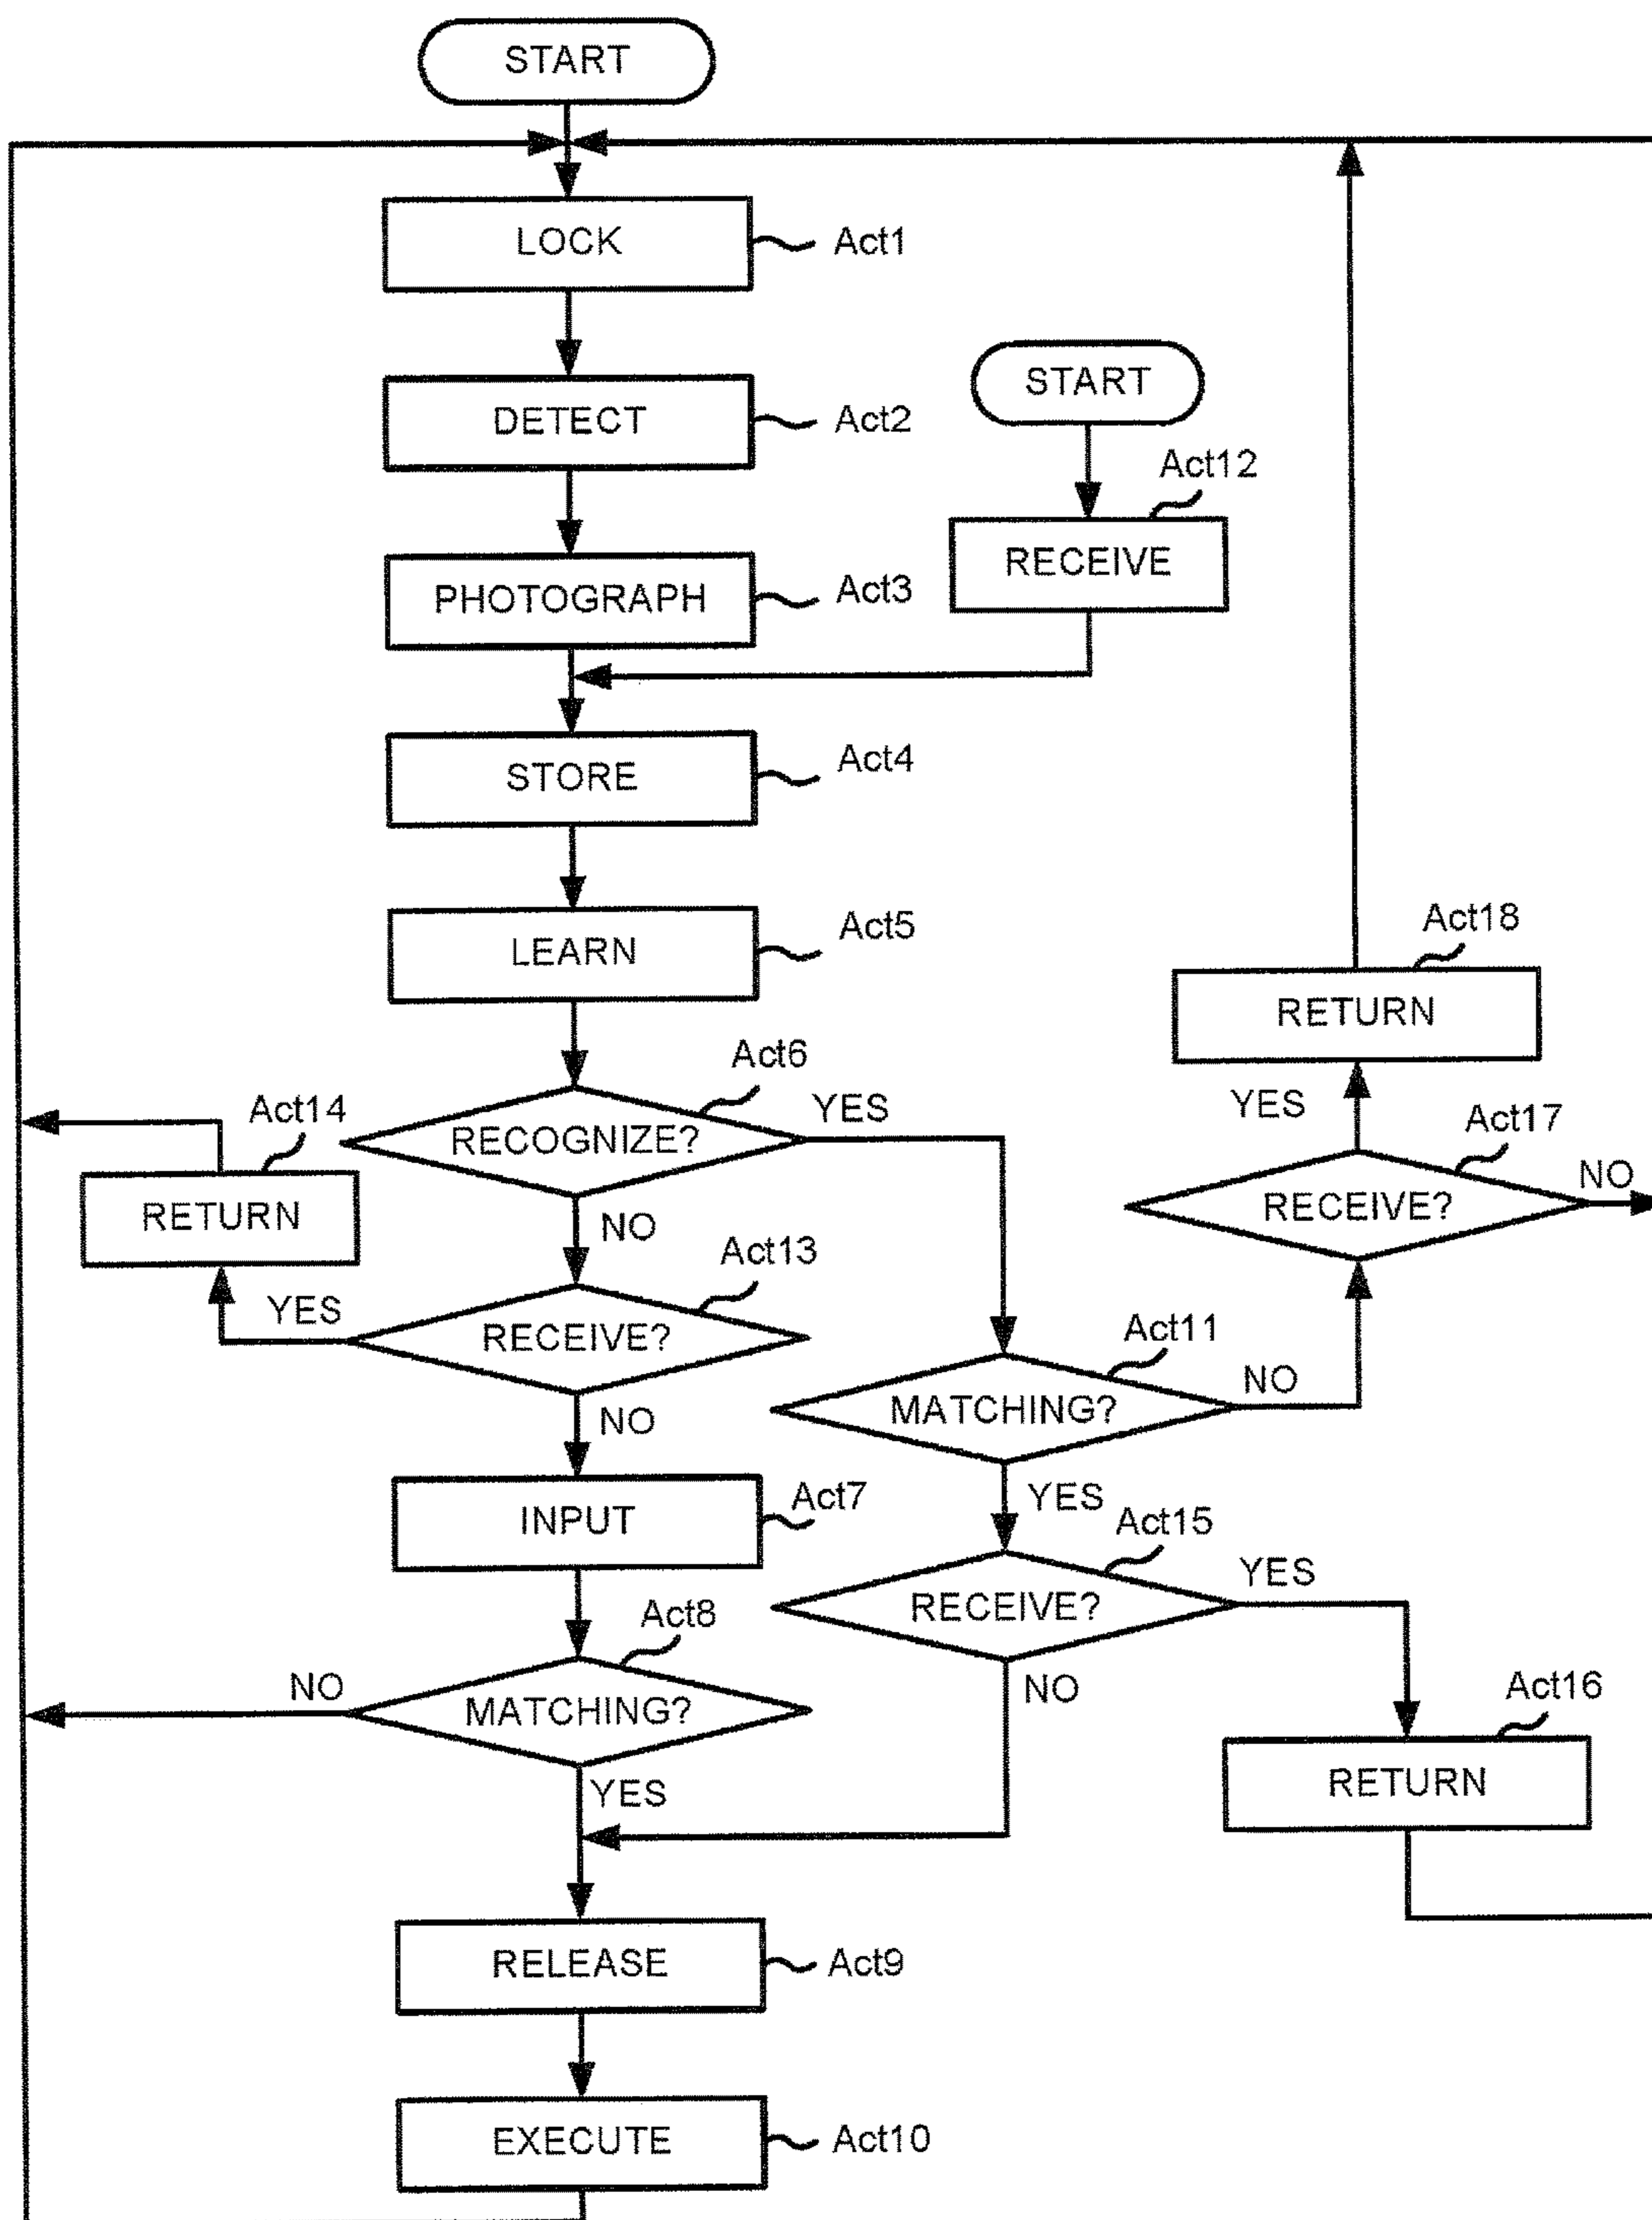 START
LOCK
Act1
START
DETECT
Act2
Act12
RECEIVE
PHOTOGRAPH
Act3
STORE
Act4
LEARN
Act5
Act18
RETURN
Act6
RECOGNIZE?
YES
NO
Act14
RETURN
YES
Act17
RECEIVE?
NO
Act13
RECEIVE?
YES
NO
Act11
MATCHING?
NO
YES
INPUT
Act7
Act15
RECEIVE?
YES
NO
Act8
MATCHING?
NO
YES
Act16
RETURN
RELEASE
Act9
EXECUTE
Act10